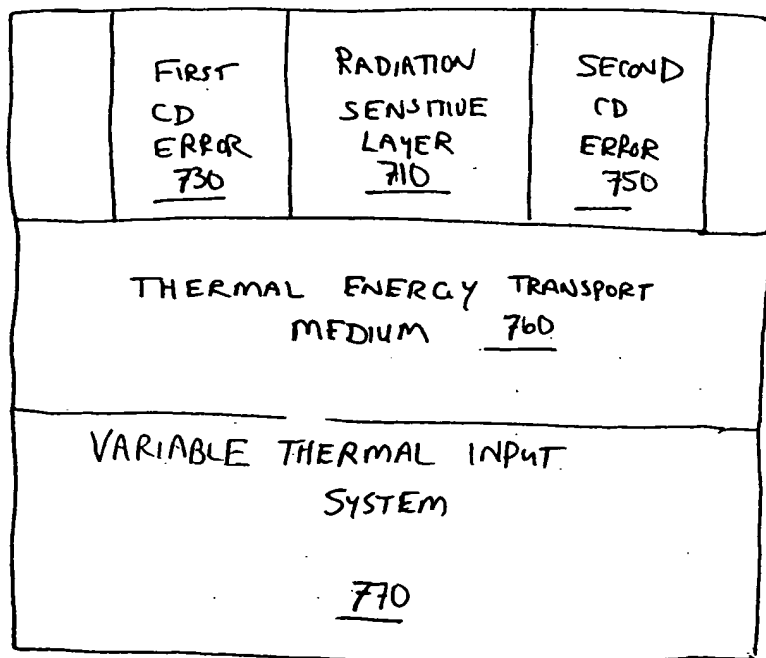 FIRST
CD
ERROR
730
RADIATION
SENSITIVE
LAYER
710
SECOND
CD
ERROR
750
THERMAL ENERGY TRANSPORT
MEDIUM 760
VARIABLE THERMAL INPUT
SYSTEM
770